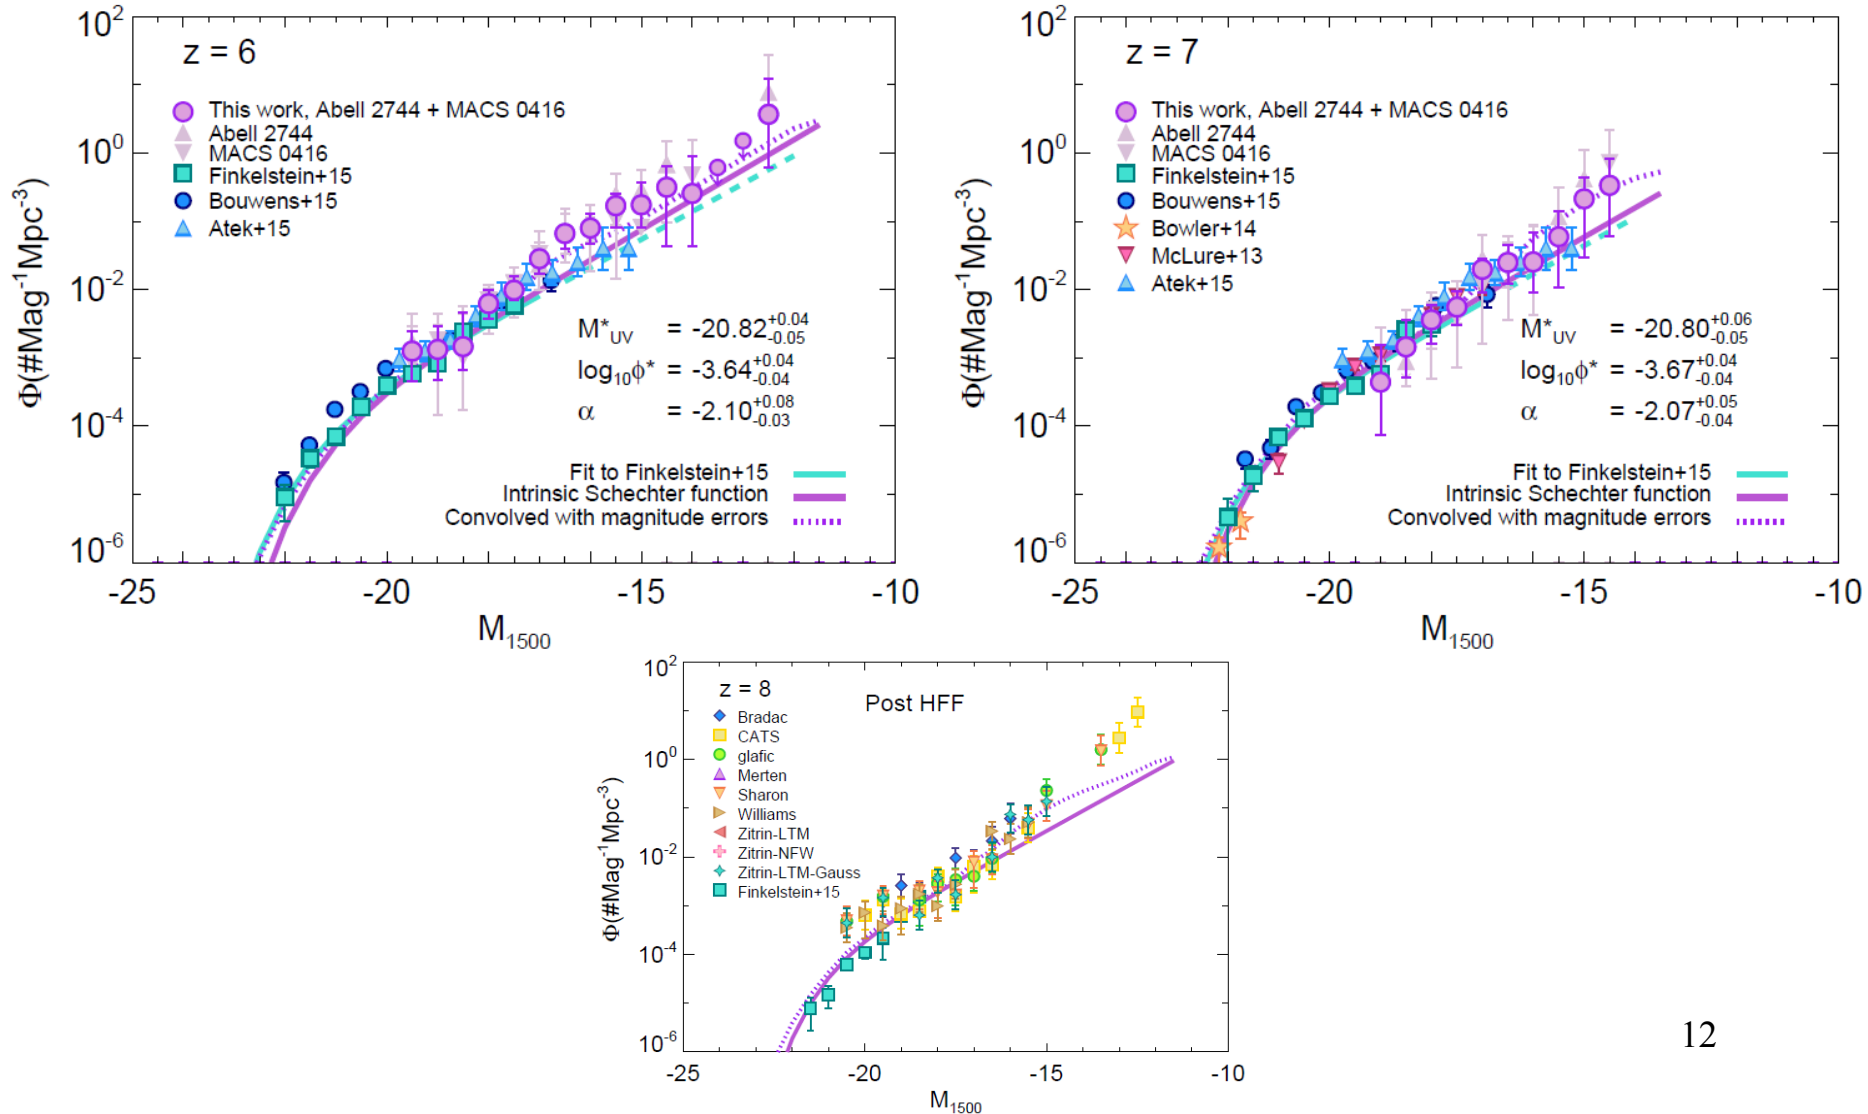 z = 6
This work, Abell 2744 + MACS 0416
Abell 2744
MACS 0416
Finkelstein+15
Bouwens+15
Atek+15
M*UV = -20.82+0.04-0.05
log10ϕ* = -3.64+0.04-0.04
α = -2.10+0.08-0.03
Fit to Finkelstein+15
Intrinsic Schechter function
Convolved with magnitude errors
10^2
10^0
10^-2
10^-4
10^-6
Φ(#Mag^-1Mpc^-3)
-25 -20 -15 -10
M1500
z = 7
This work, Abell 2744 + MACS 0416
Abell 2744
MACS 0416
Finkelstein+15
Bouwens+15
Bowler+14
McLure+13
Atek+15
M*UV = -20.80+0.06-0.05
log10ϕ* = -3.67+0.04-0.04
α = -2.07+0.05-0.04
Fit to Finkelstein+15
Intrinsic Schechter function
Convolved with magnitude errors
10^2
10^0
10^-2
10^-4
10^-6
Φ(#Mag^-1Mpc^-3)
-25 -20 -15 -10
M1500
z = 8
Post HFF
Bradac
CATS
glafic
Merten
Sharon
Williams
Zitrin-LTM
Zitrin-NFW
Zitrin-LTM-Gauss
Finkelstein+15
10^2
10^0
10^-2
10^-4
10^-6
Φ(#Mag^-1Mpc^-3)
-25 -20 -15 -10
M1500
12